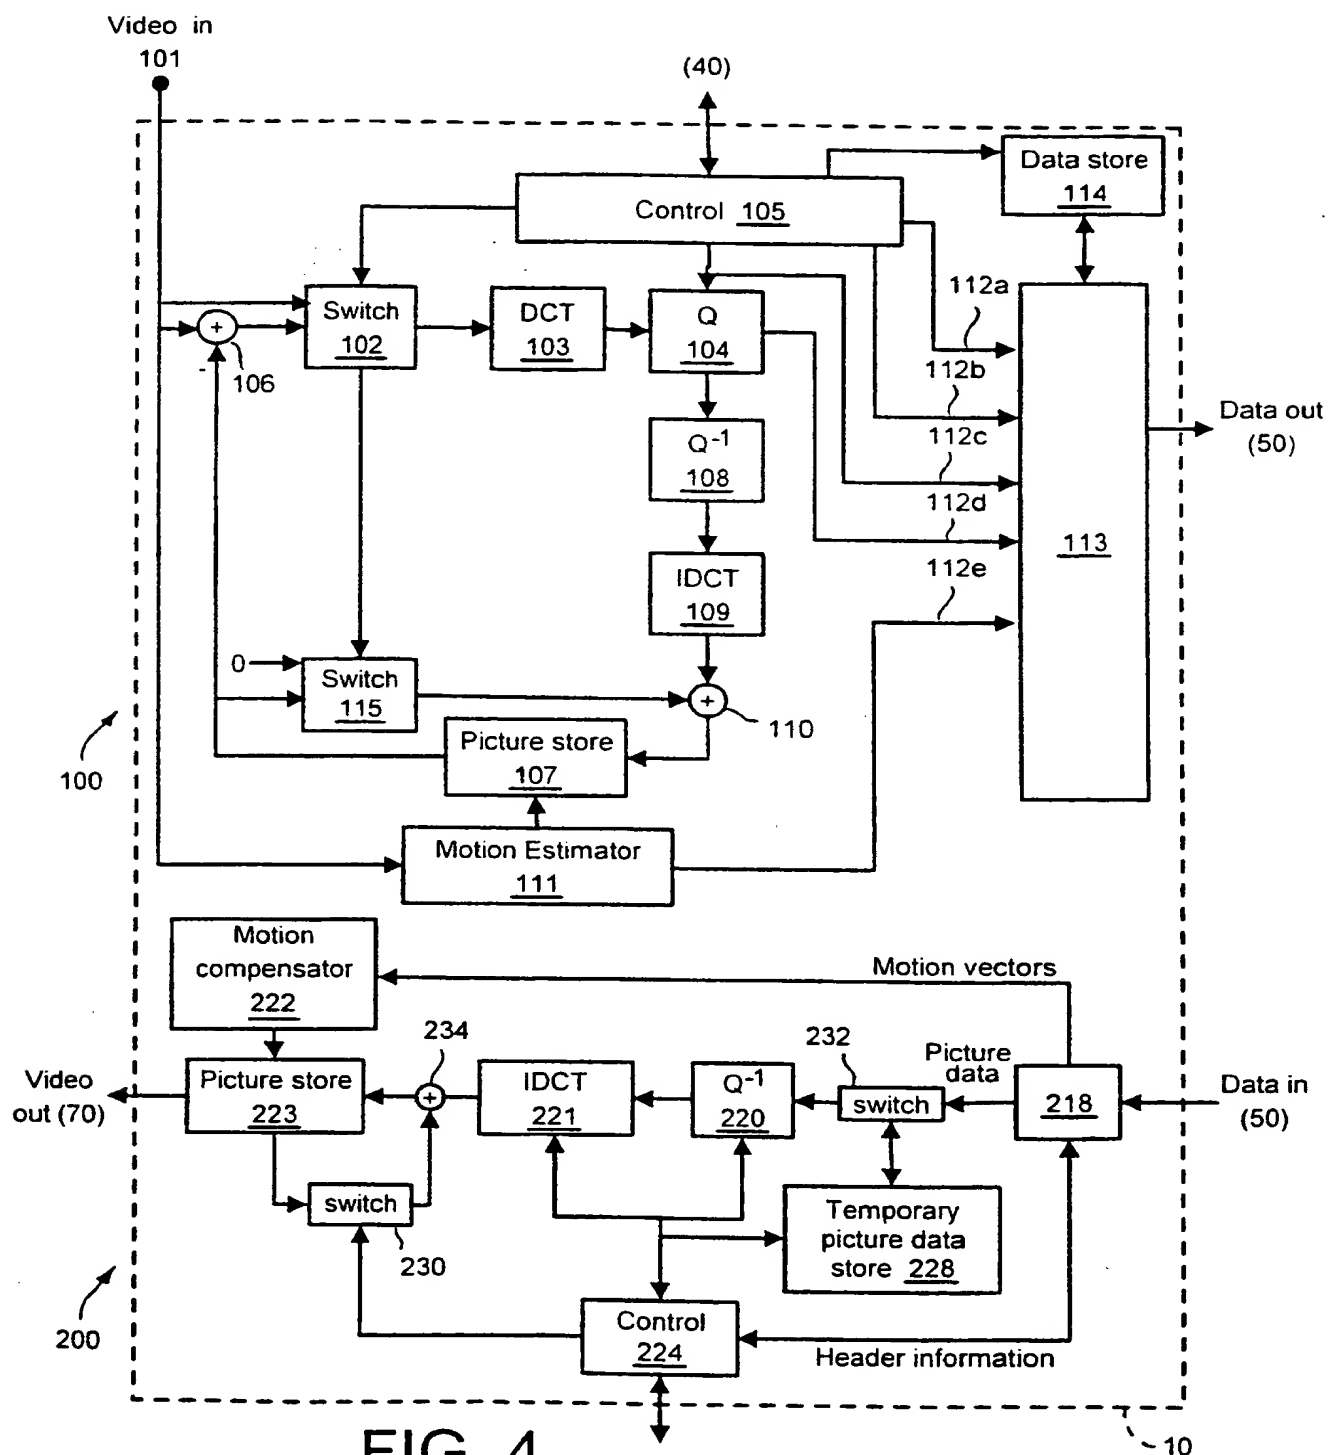 Video in
101
(40)
Data store
114
Control 105
112a
Switch
102
DCT
103
Q
104
+
106
-
112b
Data out
(50)
Q-1
108
112c
112d
113
IDCT
109
112e
0
Switch
115
+
110
Picture store
107
100
Motion Estimator
111
Motion
compensator
222
Motion vectors
234
232
Picture
data
Video
out (70)
Picture store
223
+
IDCT
221
Q-1
220
switch
218
Data in
(50)
switch
230
Temporary
picture data
store 228
200
Control
224
Header information
FIG. 4
10